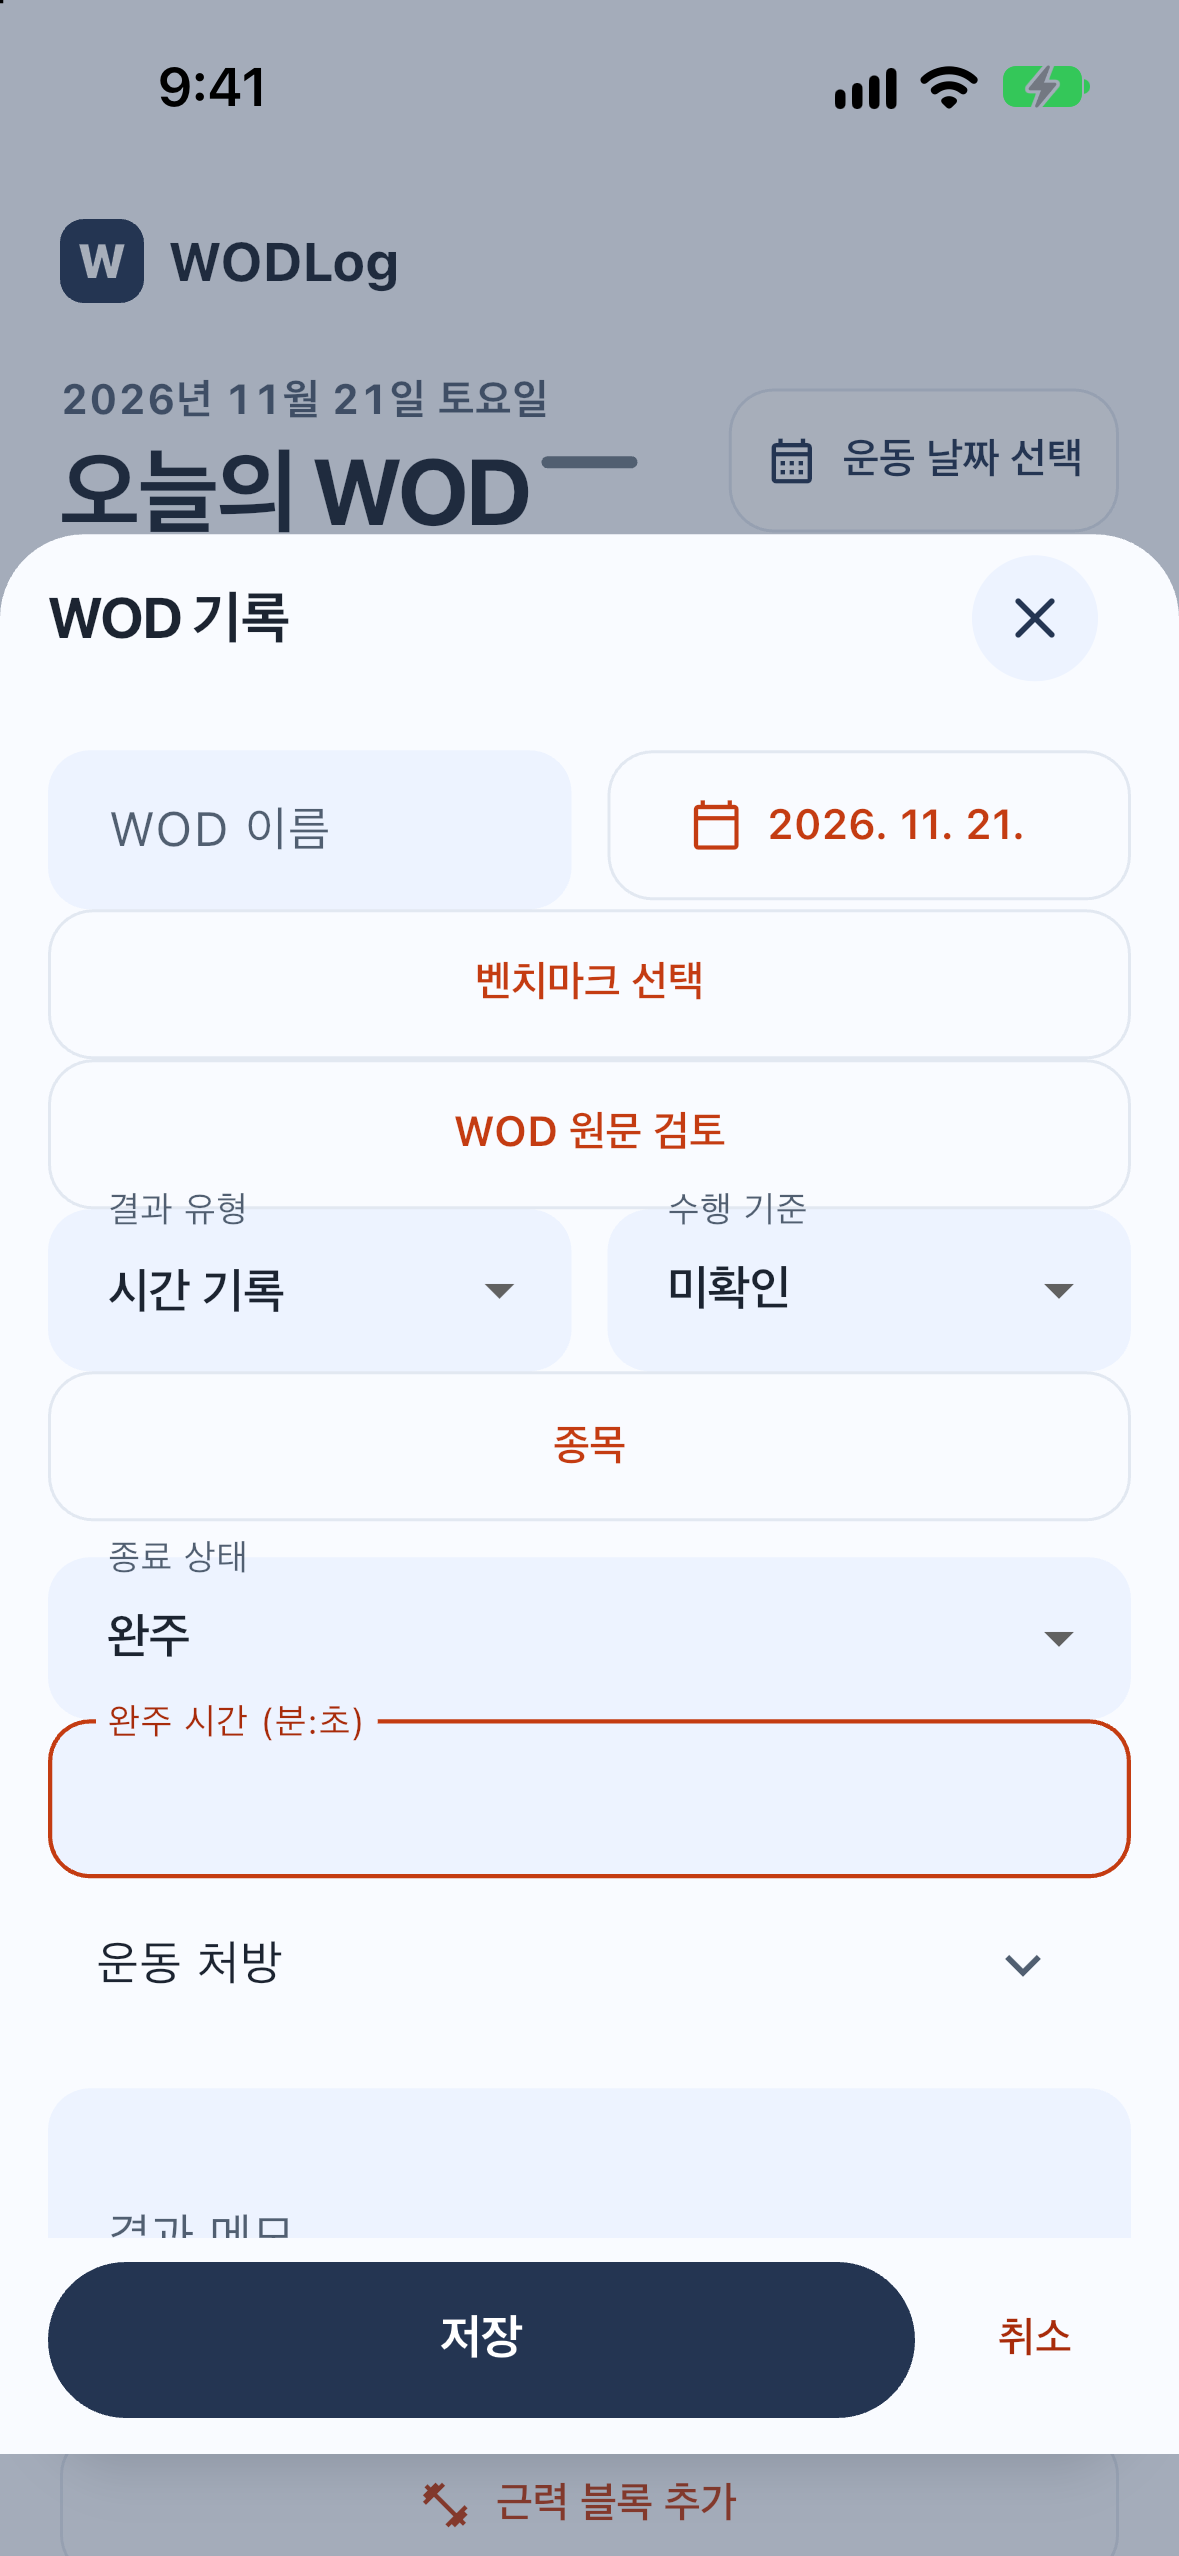 9:41
W WODLog
2026년 11월 21일 토요일
오늘의 WOD
운동 날짜 선택
WOD 기록
WOD 이름
2026. 11. 21.
벤치마크 선택
WOD 원문 검토
결과 유형
수행 기준
시간 기록
미확인
종목
종료 상태
완주
완주 시간 (분:초)
운동 처방
결과 메모
저장
취소
근력 블록 추가